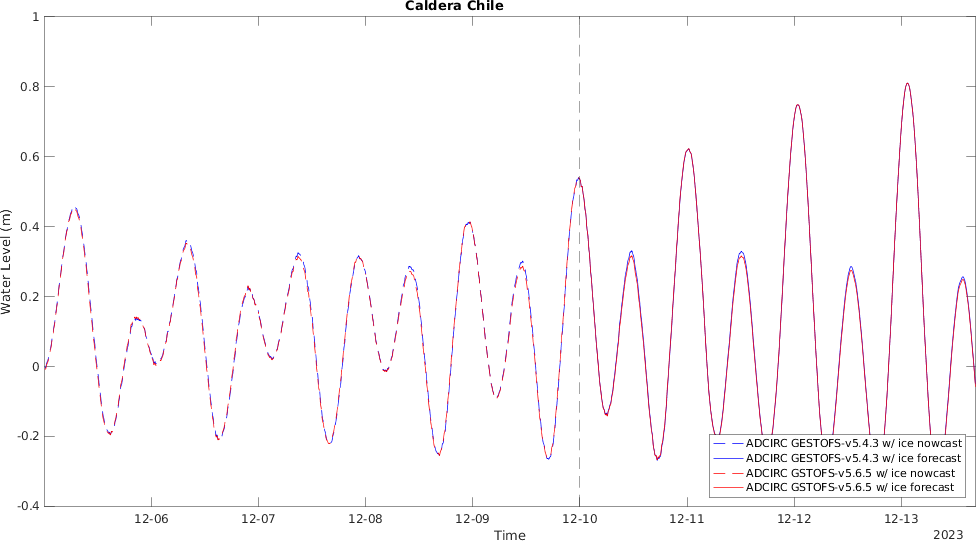 Caldera Chile
1
0.8
0.6
0.4
0.2
0
-0.2
-0.4
Water Level (m)
ADCIRC GESTOFS-v5.4.3 w/ ice nowcast
ADCIRC GSTOFS-v5.4.3 w/ ice forecast
ADCIRC GSTOFS-v5.6.5 w/ ice nowcast
ADCIRC GSTOFS-v5.6.5 w/ ice forecast
12-06 12-07 12-08 12-09 12-10 12-11 12-12 12-13
Time
2023